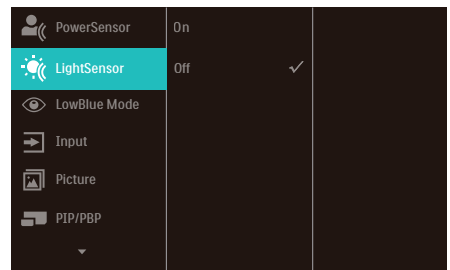 PowerSensor
On
LightSensor
Off
LowBlue Mode
Input
Picture
PIP/PBP